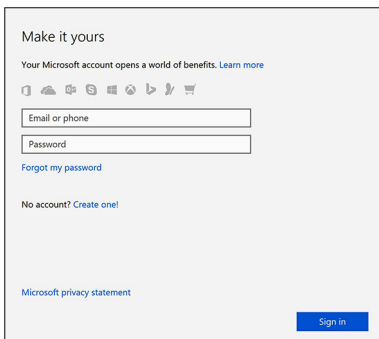 Make it yours
Your Microsoft account opens a world of benefits. Learn more
Email or phone
Password
Forgot my password
No account? Create one!
Microsoft privacy statement
Sign in